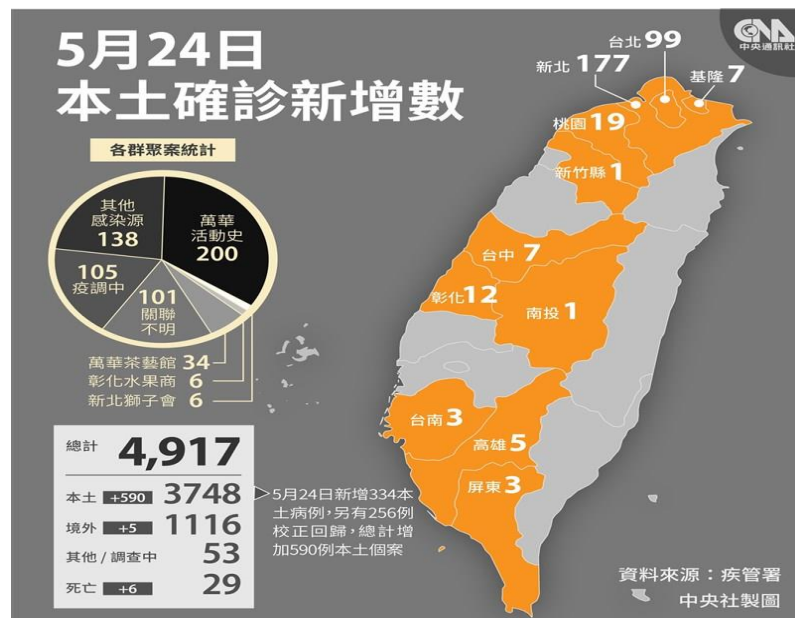 5月24日
本土確診新增數
CNA
中央通訊社
台北 99
新北 177
基隆 7
桃園 19
新竹縣 1
台中 7
彰化 12
南投 1
台南 3
高雄 5
屏東 3
各群聚案統計
其他
感染源
138
萬華
活動史
200
105
疫調中
101
關聯
不明
萬華茶藝館 34
彰化水果商 6
新北獅子會 6
總計 4,917
本土 +590 3748
境外 +5 1116
其他/調查中 53
死亡 +6 29
5月24日新增334本
土病例,另有256例
校正回歸,總計增
加590例本土個案
資料來源:疾管署
中央社製圖